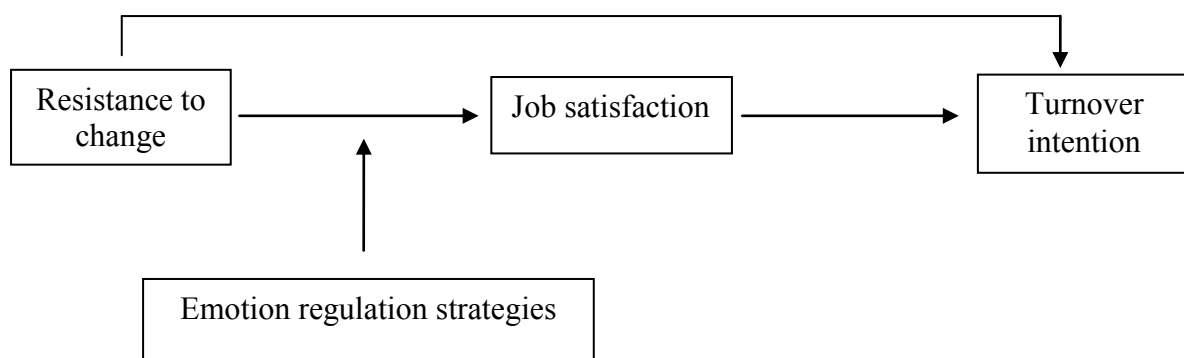 Resistance to
change
Job satisfaction
Turnover
intention
Emotion regulation strategies